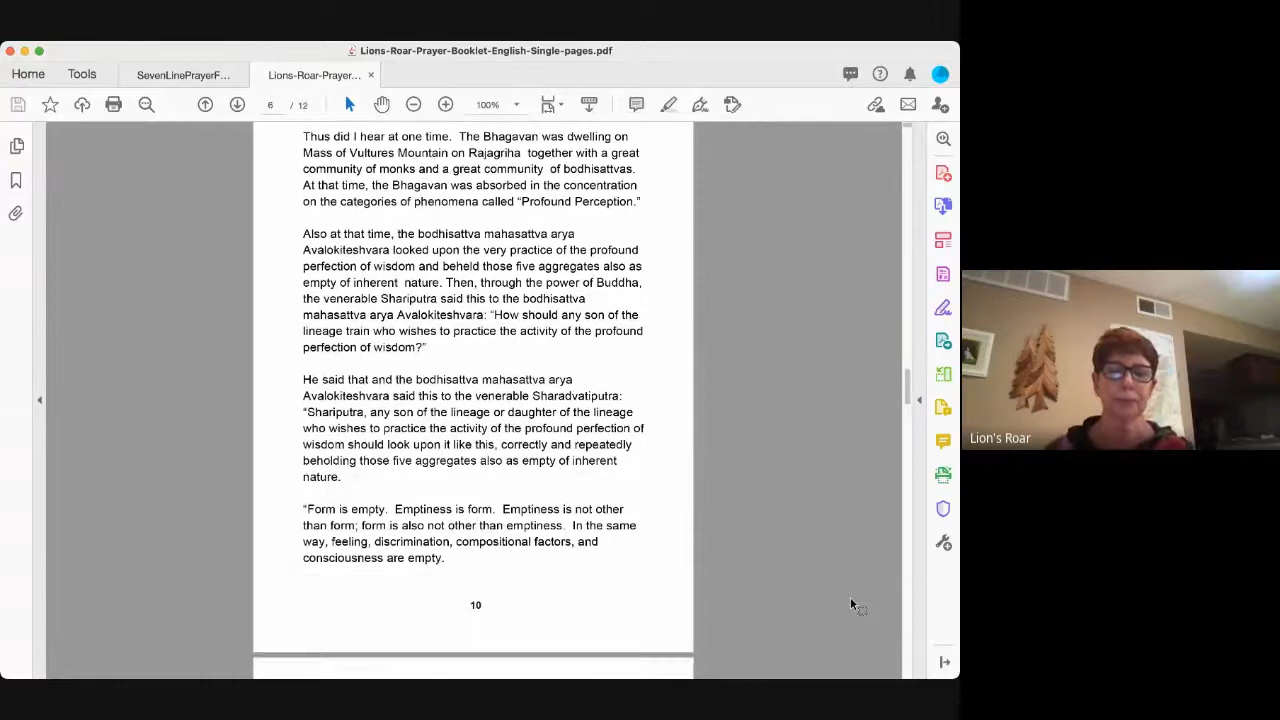 Lions-Roar-Prayer-Booklet-English-Single-pages.pdf
Home Tools SevenLinePrayerF... Lions-Roar-Prayer... ×
6 / 12 100%
Thus did I hear at one time. The Bhagavan was dwelling on
Mass of Vultures Mountain on Rajagriha together with a great
community of monks and a great community of bodhisattvas.
At that time, the Bhagavan was absorbed in the concentration
on the categories of phenomena called “Profound Perception.”
Also at that time, the bodhisattva mahasattva arya
Avalokiteshvara looked upon the very practice of the profound
perfection of wisdom and beheld those five aggregates also as
empty of inherent nature. Then, through the power of Buddha,
the venerable Shariputra said this to the bodhisattva
mahasattva arya Avalokiteshvara: “How should any son of the
lineage train who wishes to practice the activity of the profound
perfection of wisdom?”
He said that and the bodhisattva mahasattva arya
Avalokiteshvara said this to the venerable Sharadvatiputra:
“Shariputra, any son of the lineage or daughter of the lineage
who wishes to practice the activity of the profound perfection of
wisdom should look upon it like this, correctly and repeatedly
beholding those five aggregates also as empty of inherent
nature.
“Form is empty. Emptiness is form. Emptiness is not other
than form; form is also not other than emptiness. In the same
way, feeling, discrimination, compositional factors, and
consciousness are empty.
10
Lion's Roar